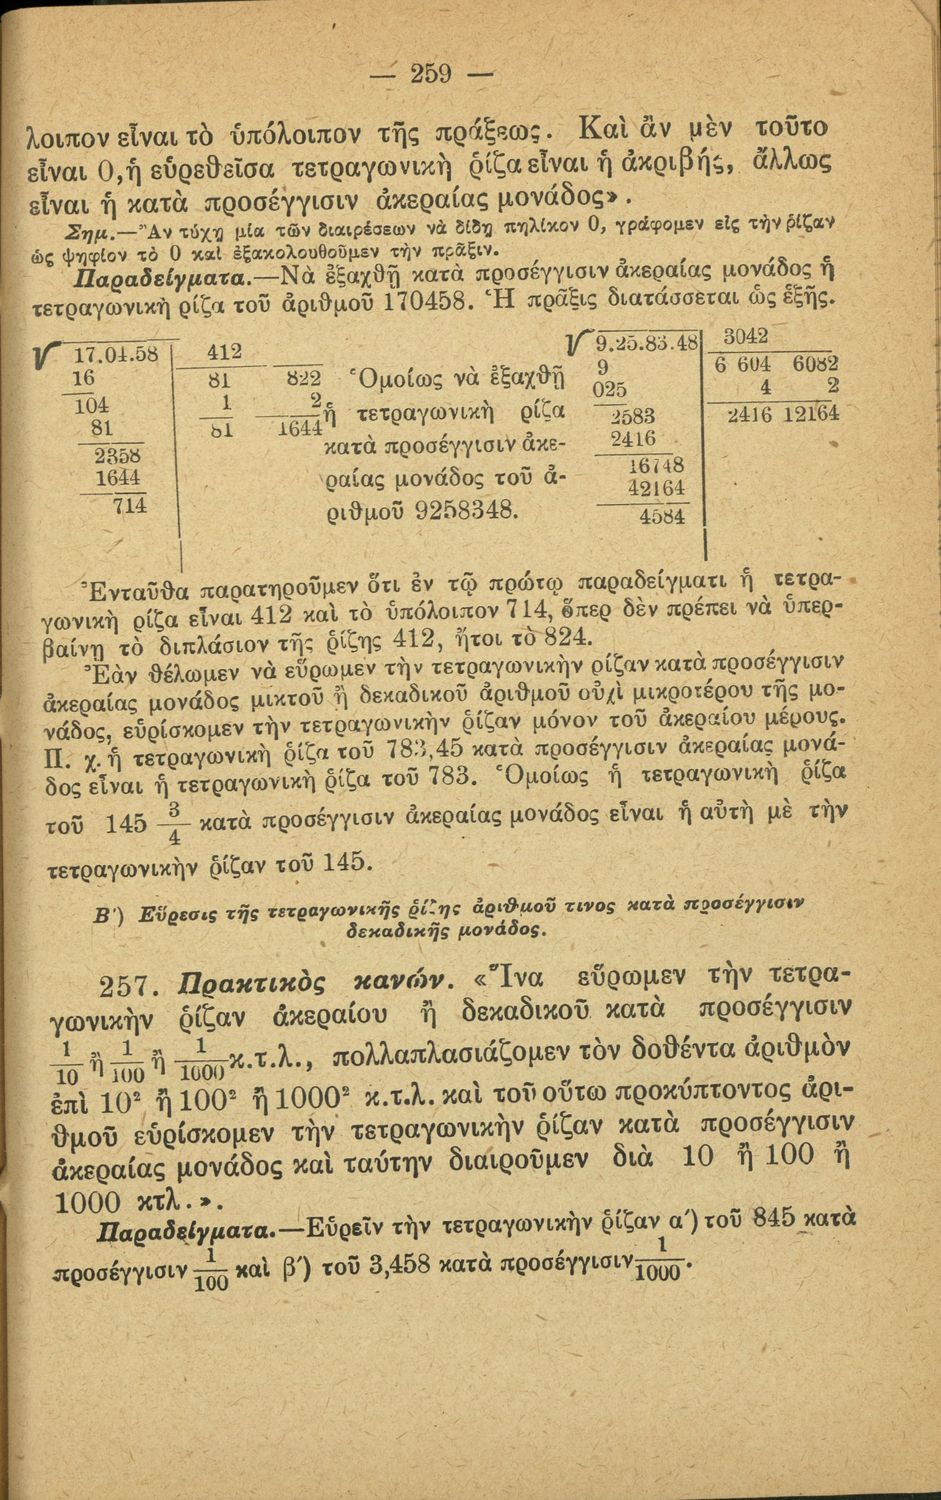 — 259 —
λοιπον εἶναι τὸ ὑπόλοιπον τῆς πράξεως. Καὶ ἂν μὲν τοῦτο
εἶναι 0, ἡ εὑρεθεῖσα τετραγωνικὴ ῥίζα εἶναι ἡ ἀκριβής, ἄλλως
εἶναι ἡ κατὰ προσέγγισιν ἀκεραίας μονάδος».
Σημ.—Ἂν τύχῃ μία τῶν διαιρέσεων νὰ δίδῃ πηλίκον 0, γράφομεν εἰς τὴν ρίζαν
ὡς ψηφίον τὸ 0 καὶ ἐξακολουθοῦμεν τὴν πρᾶξιν.
Παραδείγματα.—Νὰ ἐξαχθῇ κατὰ προσέγγισιν ἀκεραίας μονάδος ἡ
τετραγωνικὴ ρίζα τοῦ ἀριθμοῦ 170458. Ἡ πρᾶξις διατάσσεται ὡς ἑξῆς.
√ 17.04.58 412
16 81 822
104 1 2
81 81 1644
2358
1644
714
Ὁμοίως νὰ ἐξαχθῇ
ἡ τετραγωνικὴ ρίζα
κατὰ προσέγγισιν ἀκε-
ραίας μονάδος τοῦ ἀ-
ριθμοῦ 9258348.
√ 9.25.83.48 3042
9 6 604 6082
025 4 2
2583 2416 12164
2416
16748
42164
4584
Ἐνταῦθα παρατηροῦμεν ὅτι ἐν τῷ πρώτῳ παραδείγματι ἡ τετρα-
γωνικὴ ρίζα εἶναι 412 καὶ τὸ ὑπόλοιπον 714, ὅπερ δὲν πρέπει νὰ ὑπερ-
βαίνῃ τὸ διπλάσιον τῆς ῥίζης 412, ἤτοι τὸ 824.
Ἐὰν θέλωμεν νὰ εὕρωμεν τὴν τετραγωνικὴν ρίζαν κατὰ προσέγγισιν
ἀκεραίας μονάδος μικτοῦ ἢ δεκαδικοῦ ἀριθμοῦ οὐχὶ μικροτέρου τῆς μο-
νάδος, εὑρίσκομεν τὴν τετραγωνικὴν ῥίζαν μόνον τοῦ ἀκεραίου μέρους.
Π. χ. ἡ τετραγωνικὴ ῥίζα τοῦ 783,45 κατὰ προσέγγισιν ἀκεραίας μονά-
δος εἶναι ἡ τετραγωνικὴ ῥίζα τοῦ 783. Ὁμοίως ἡ τετραγωνικὴ ῥίζα
τοῦ 145 3/4 κατὰ προσέγγισιν ἀκεραίας μονάδος εἶναι ἡ αὐτὴ μὲ τὴν
τετραγωνικὴν ῥίζαν τοῦ 145.
Β΄) Εὕρεσις τῆς τετραγωνικῆς ῥίζης ἀριθμοῦ τινος κατὰ προσέγγισιν
δεκαδικῆς μονάδος.
257. Πρακτικὸς κανών. «Ἵνα εὕρωμεν τὴν τετρα-
γωνικὴν ῥίζαν ἀκεραίου ἢ δεκαδικοῦ κατὰ προσέγγισιν
1/10 ἢ 1/100 ἢ 1/1000 κ.τ.λ., πολλαπλασιάζομεν τὸν δοθέντα ἀριθμὸν
ἐπὶ 10² ἢ 100² ἢ 1000² κ.τ.λ. καὶ τοῦ οὕτω προκύπτοντος ἀρι-
θμοῦ εὑρίσκομεν τὴν τετραγωνικὴν ῥίζαν κατὰ προσέγγισιν
ἀκεραίας μονάδος καὶ ταύτην διαιροῦμεν διὰ 10 ἢ 100 ἢ
1000 κτλ.».
Παραδείγματα.—Εὑρεῖν τὴν τετραγωνικὴν ῥίζαν α΄) τοῦ 845 κατὰ
προσέγγισιν 1/100 καὶ β΄) τοῦ 3,458 κατὰ προσέγγισιν 1/1000.